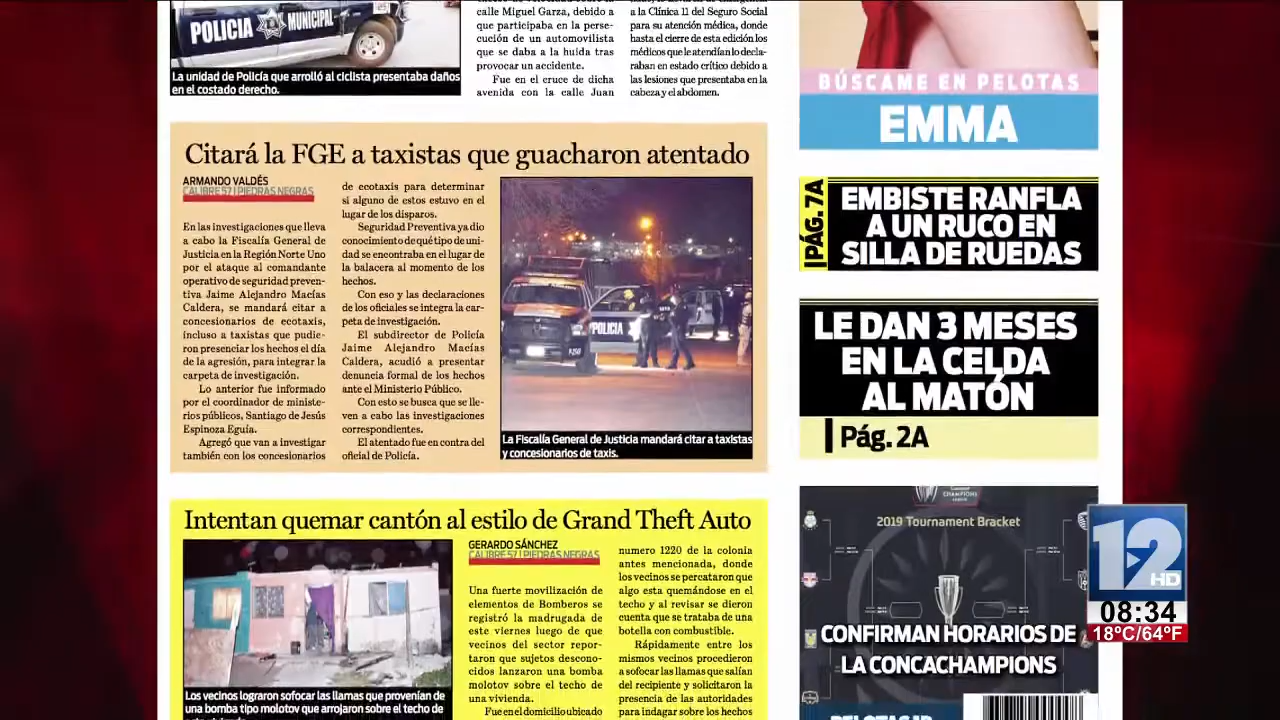 POLICIA MUNICIPAL
La unidad de Policía que arrolló al ciclista presentaba daños
en el costado derecho.
calle Miguel Garza, debido a
que participaba en la perse-
cución de un automovilista
que se daba a la huida tras
provocar un accidente.
Fue en el cruce de dicha
avenida con la calle Juan
a la Clínica 11 del Seguro Social
para su atención médica, donde
hasta el cierre de esta edición los
médicos que le atendían lo decla-
raban en estado crítico debido a
las lesiones que presentaba en la
cabeza y el abdomen.
BÚSCAME EN PELOTAS
EMMA
Citará la FGE a taxistas que guacharon atentado
ARMANDO VALDÉS
CALIBRE 57 | PIEDRAS NEGRAS
En las investigaciones que lleva
a cabo la Fiscalía General de
Justicia en la Región Norte Uno
por el ataque al comandante
operativo de seguridad preven-
tiva Jaime Alejandro Macías
Caldera, se mandará citar a
concesionarios de ecotaxis,
incluso a taxistas que pudie-
ron presenciar los hechos el día
de la agresión, para integrar la
carpeta de investigación.
Lo anterior fue informado
por el coordinador de ministe-
rios públicos, Santiago de Jesús
Espinoza Eguía.
Agregó que van a investigar
también con los concesionarios
de ecotaxis para determinar
si alguno de estos estuvo en el
lugar de los disparos.
Seguridad Preventiva ya dio
conocimiento de qué tipo de uni-
dad se encontraba en el lugar de
la balacera al momento de los
hechos.
Con eso y las declaraciones
de los oficiales se integra la car-
peta de investigación.
El subdirector de Policía
Jaime Alejandro Macías
Caldera, acudió a presentar
denuncia formal de los hechos
ante el Ministerio Público.
Con esto se busca que se lle-
ven a cabo las investigaciones
correspondientes.
El atentado fue en contra del
oficial de Policía.
POLICIA
La Fiscalía General de Justicia mandará citar a taxistas
y concesionarios de taxis.
PÁG. 7A
EMBISTE RANFLA
A UN RUCO EN
SILLA DE RUEDAS
LE DAN 3 MESES
EN LA CELDA
AL MATÓN
Pág. 2A
Intentan quemar cantón al estilo de Grand Theft Auto
Los vecinos lograron sofocar las llamas que provenían de
una bomba tipo molotov que arrojaron sobre el techo de
GERARDO SÁNCHEZ
CALIBRE 57 | PIEDRAS NEGRAS
Una fuerte movilización de
elementos de Bomberos se
registró la madrugada de
este viernes luego de que
vecinos del sector repor-
taron que sujetos descono-
cidos lanzaron una bomba
molotov sobre el techo de
una vivienda.
Fue en el domicilio ubicado
numero 1220 de la colonia
antes mencionada, donde
los vecinos se percataron que
algo esta quemándose en el
techo y al revisar se dieron
cuenta que se trataba de una
botella con combustible.
Rápidamente entre los
mismos vecinos procedieron
a sofocar las llamas que salían
del recipiente y solicitaron la
presencia de las autoridades
para indagar sobre los hechos
CHAMPIONS
2019 Tournament Bracket
CONFIRMAN HORARIOS DE
LA CONCACHAMPIONS
12
HD
08:34
18°C/64°F